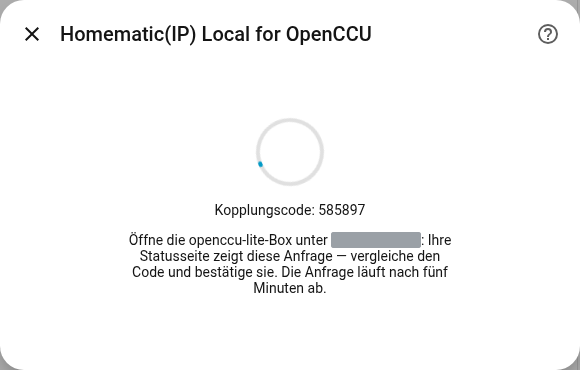 Homematic(IP) Local for OpenCCU
Kopplungscode: 585897
Öffne die openccu-lite-Box unter : Ihre
Statusseite zeigt diese Anfrage — vergleiche den
Code und bestätige sie. Die Anfrage läuft nach fünf
Minuten ab.